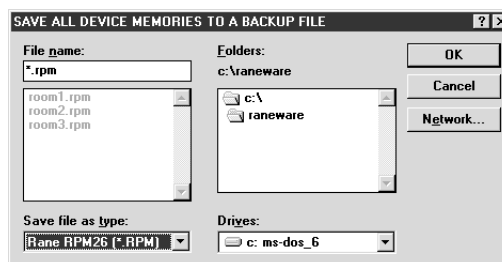 SAVE ALL DEVICE MEMORIES TO A BACKUP FILE
File name:
*.rpm
room1.rpm
room2.rpm
room3.rpm
Save file as type:
Rane RPM26 (*.RPM)
Folders:
c:\raneware
c:\
raneware
Drives:
c: ms-dos_6
OK
Cancel
Network...